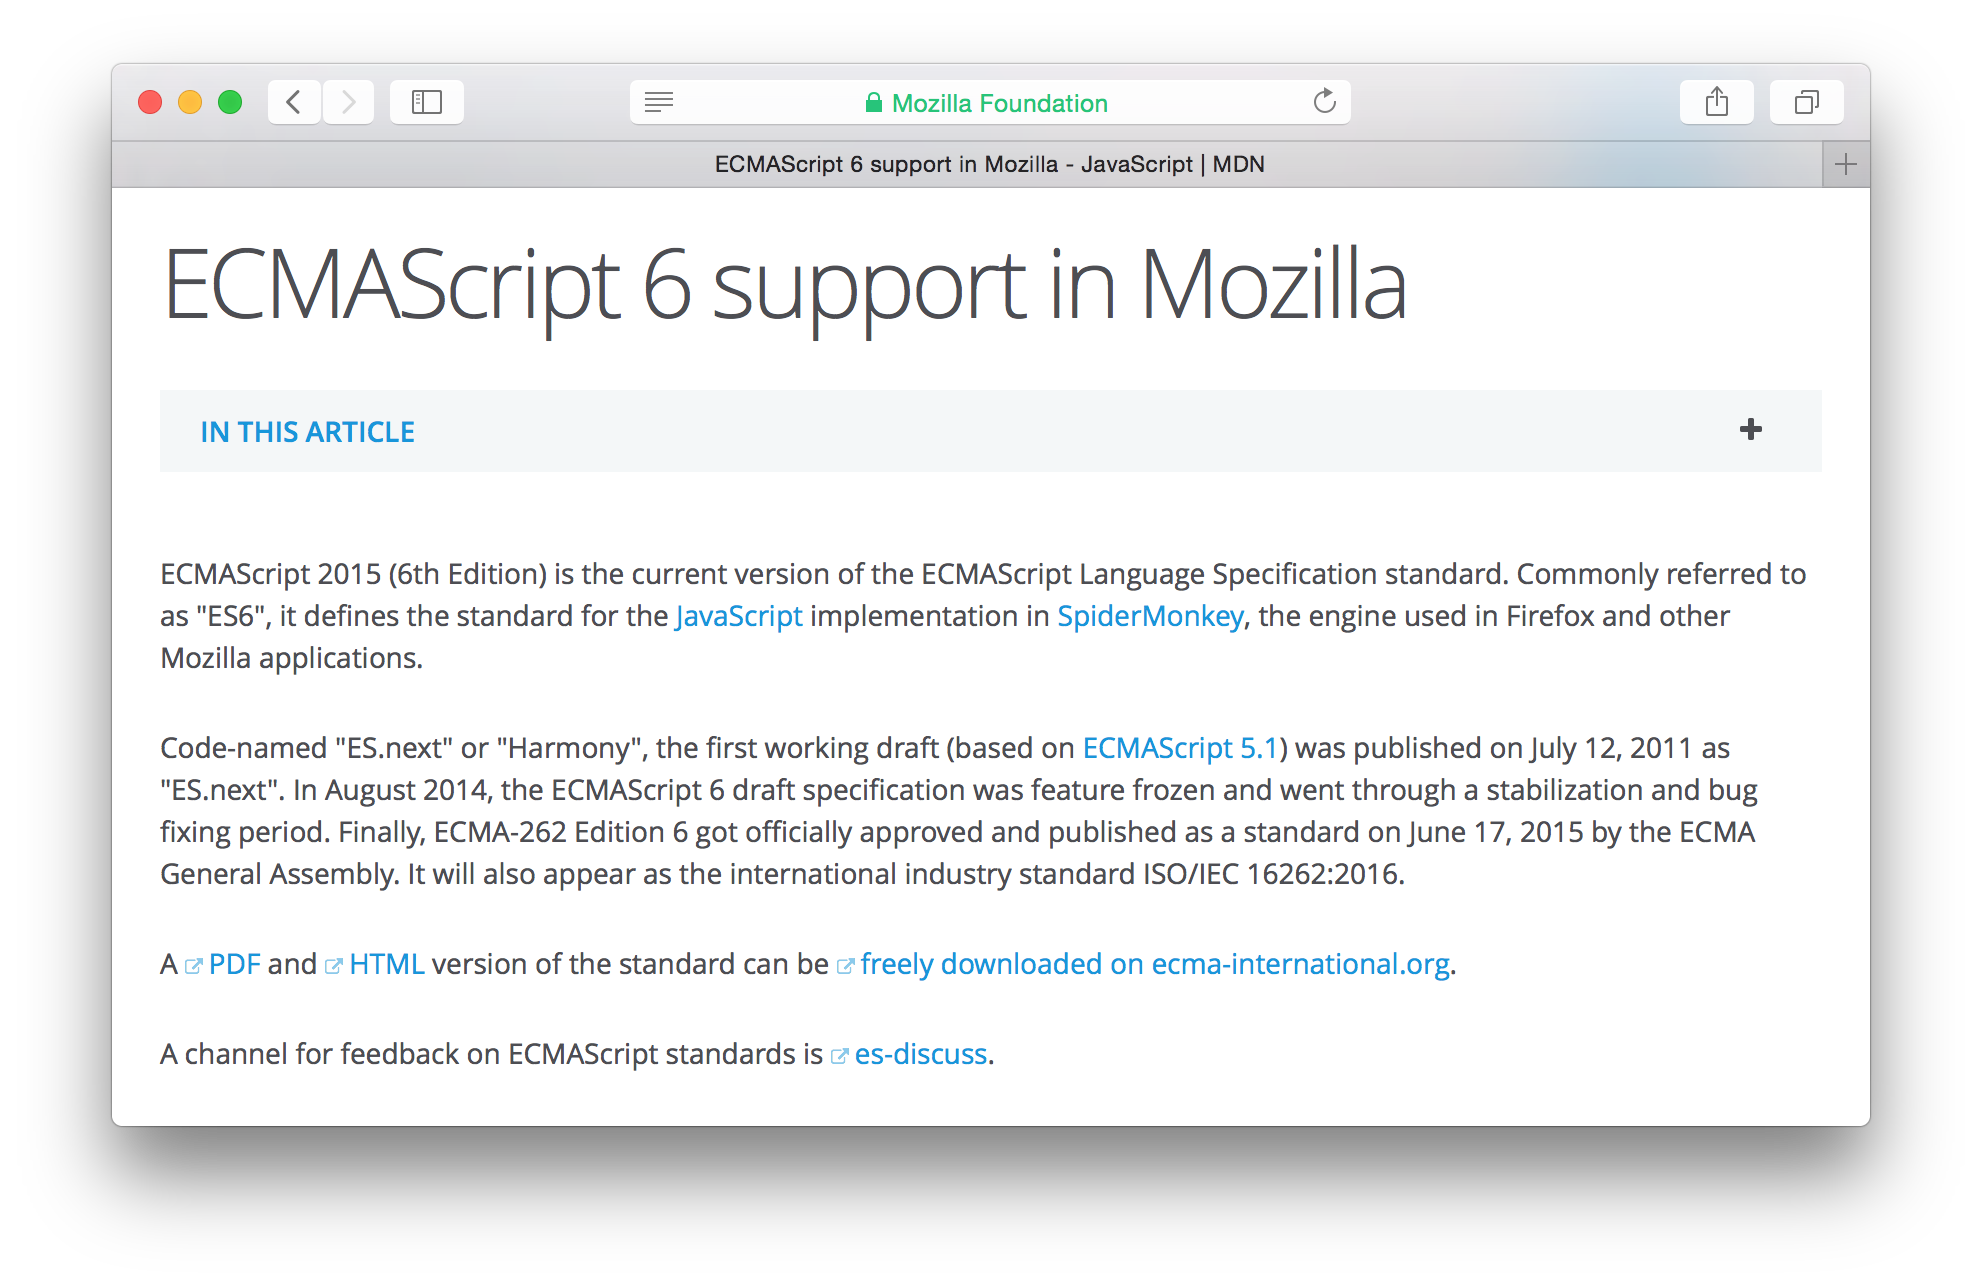 Mozilla Foundation
ECMAScript 6 support in Mozilla - JavaScript | MDN
ECMAScript 6 support in Mozilla
IN THIS ARTICLE
ECMAScript 2015 (6th Edition) is the current version of the ECMAScript Language Specification standard. Commonly referred to
as "ES6", it defines the standard for the JavaScript implementation in SpiderMonkey, the engine used in Firefox and other
Mozilla applications.
Code-named "ES.next" or "Harmony", the first working draft (based on ECMAScript 5.1) was published on July 12, 2011 as
"ES.next". In August 2014, the ECMAScript 6 draft specification was feature frozen and went through a stabilization and bug
fixing period. Finally, ECMA-262 Edition 6 got officially approved and published as a standard on June 17, 2015 by the ECMA
General Assembly. It will also appear as the international industry standard ISO/IEC 16262:2016.
A PDF and HTML version of the standard can be freely downloaded on ecma-international.org.
A channel for feedback on ECMAScript standards is es-discuss.